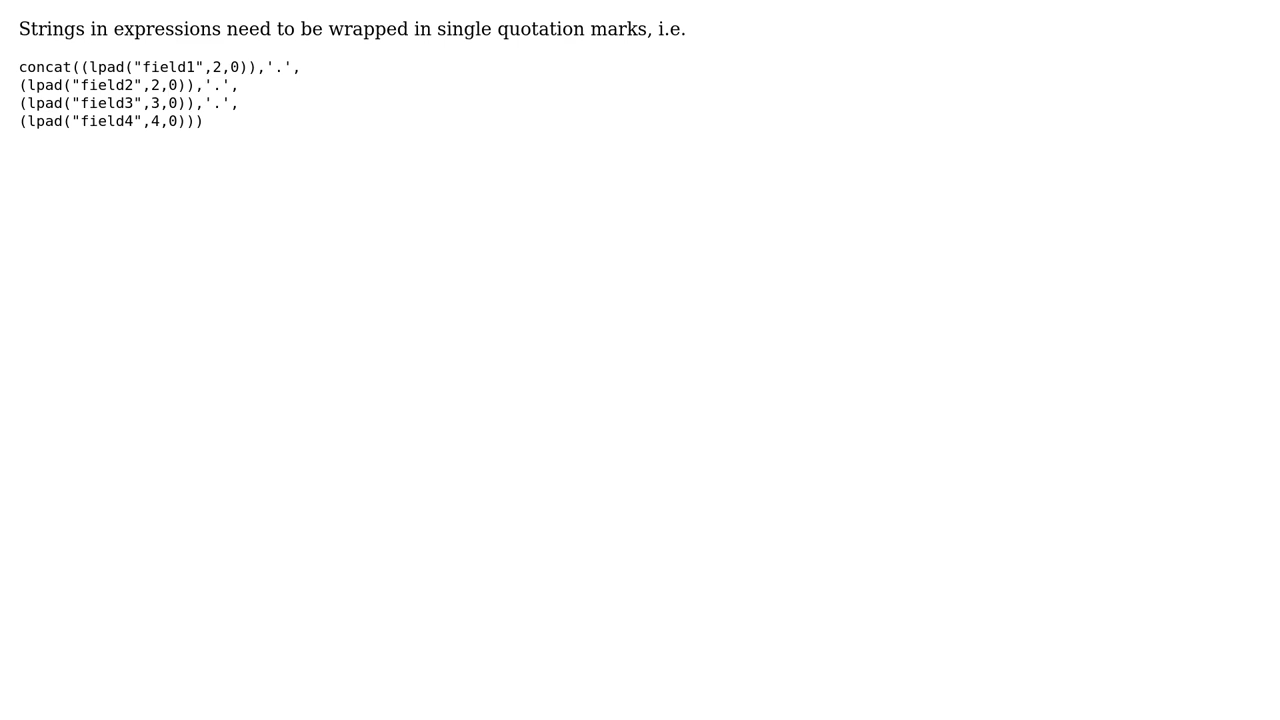 Strings in expressions need to be wrapped in single quotation marks, i.e.
concat((lpad("field1",2,0)),'.',
(lpad("field2",2,0)),'.',
(lpad("field3",3,0)),'.',
(lpad("field4",4,0)))